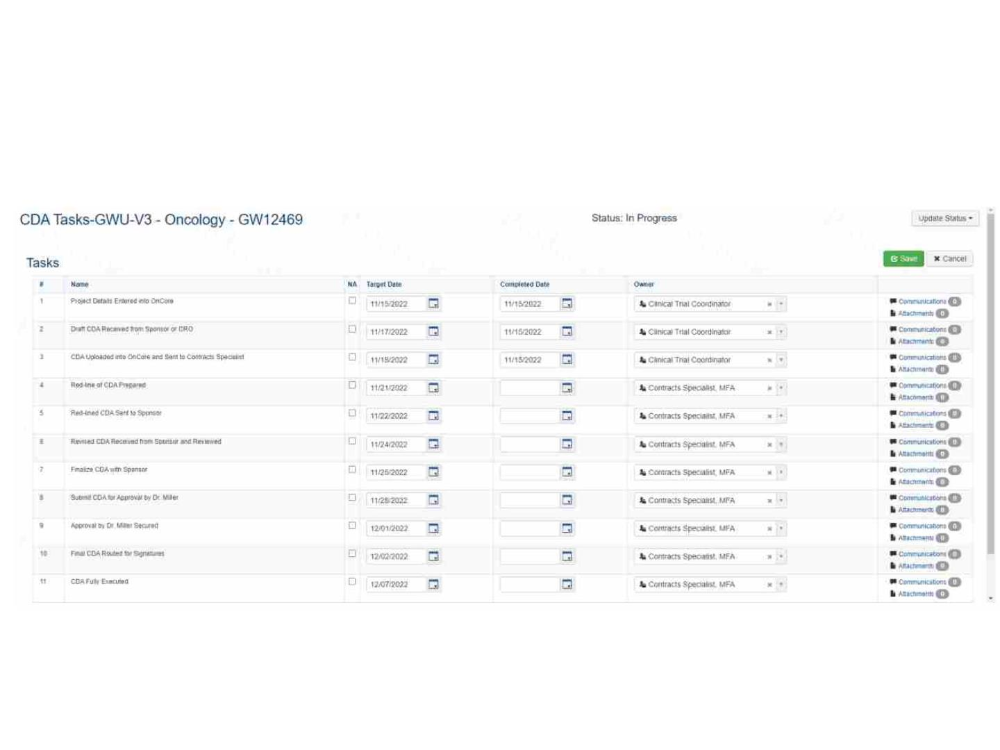 CDA Tasks-GWU-V3 - Oncology - GW12469 Status: In Progress Update Status
Tasks Save Cancel
# Name NA Target Date Completed Date Owner
1 Project Details Entered into OnCore 11/15/2022 11/15/2022 Clinical Trial Coordinator Communications 0
Attachments 0
2 Draft CDA Received from Sponsor or CRO 11/17/2022 11/15/2022 Clinical Trial Coordinator Communications 0
Attachments 0
3 CDA Uploaded into OnCore and Sent to Contracts Specialist 11/18/2022 11/15/2022 Clinical Trial Coordinator Communications 0
Attachments 0
4 Red-line of CDA Prepared 11/21/2022 Contracts Specialist, MFA Communications 0
Attachments 0
5 Red-lined CDA Sent to Sponsor 11/22/2022 Contracts Specialist, MFA Communications 0
Attachments 0
6 Revised CDA Received from Sponsor and Reviewed 11/24/2022 Contracts Specialist, MFA Communications 0
Attachments 0
7 Finalize CDA with Sponsor 11/25/2022 Contracts Specialist, MFA Communications 0
Attachments 0
8 Submit CDA for Approval by Dr. Miller 11/28/2022 Contracts Specialist, MFA Communications 0
Attachments 0
9 Approval by Dr. Miller Secured 12/01/2022 Contracts Specialist, MFA Communications 0
Attachments 0
10 Final CDA Routed for Signatures 12/02/2022 Contracts Specialist, MFA Communications 0
Attachments 0
11 CDA Fully Executed 12/07/2022 Contracts Specialist, MFA Communications 0
Attachments 0